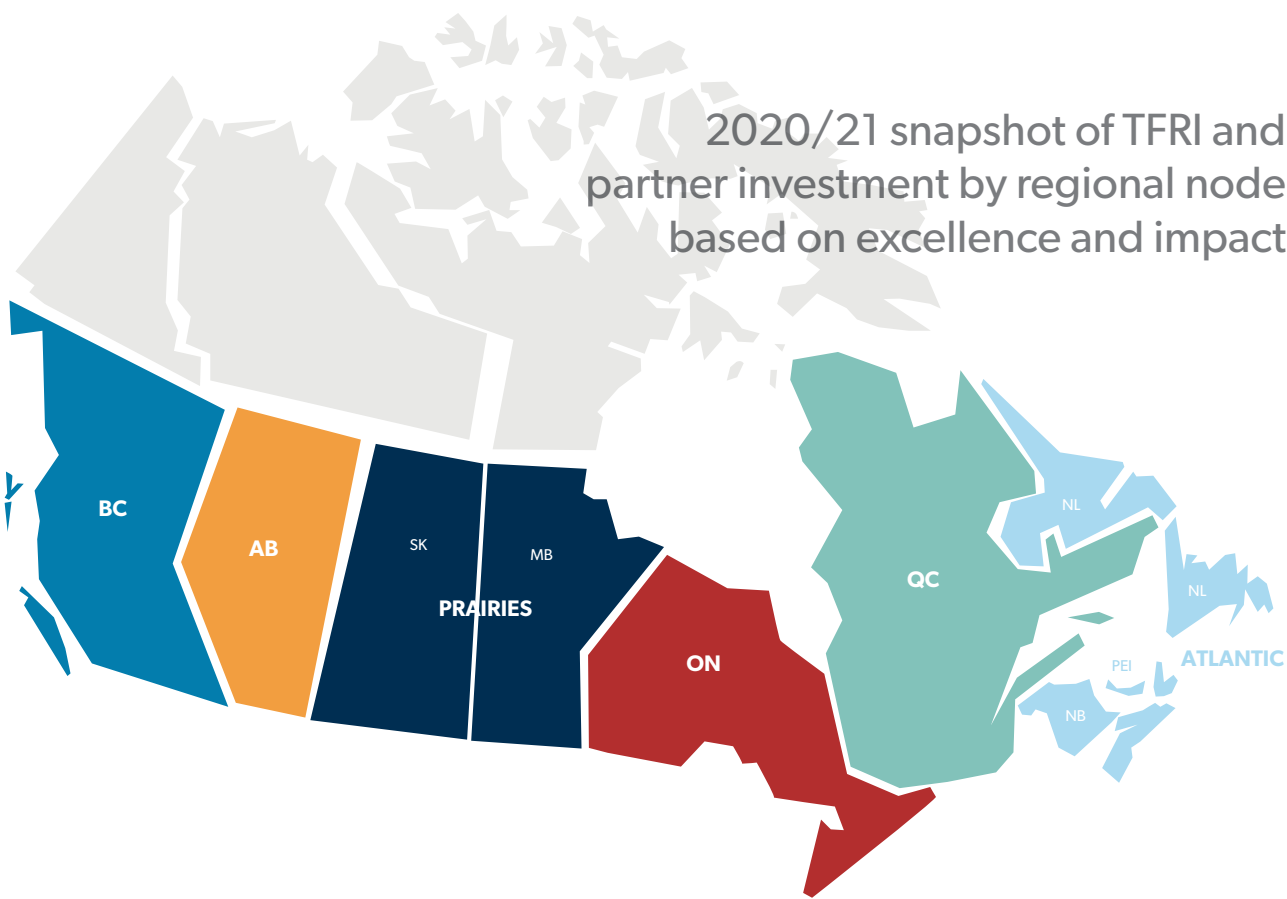 2020/21 snapshot of TFRI and
partner investment by regional node
based on excellence and impact
BC
AB
SK
MB
PRAIRIES
ON
QC
NL
NL
ATLANTIC
PEI
NB